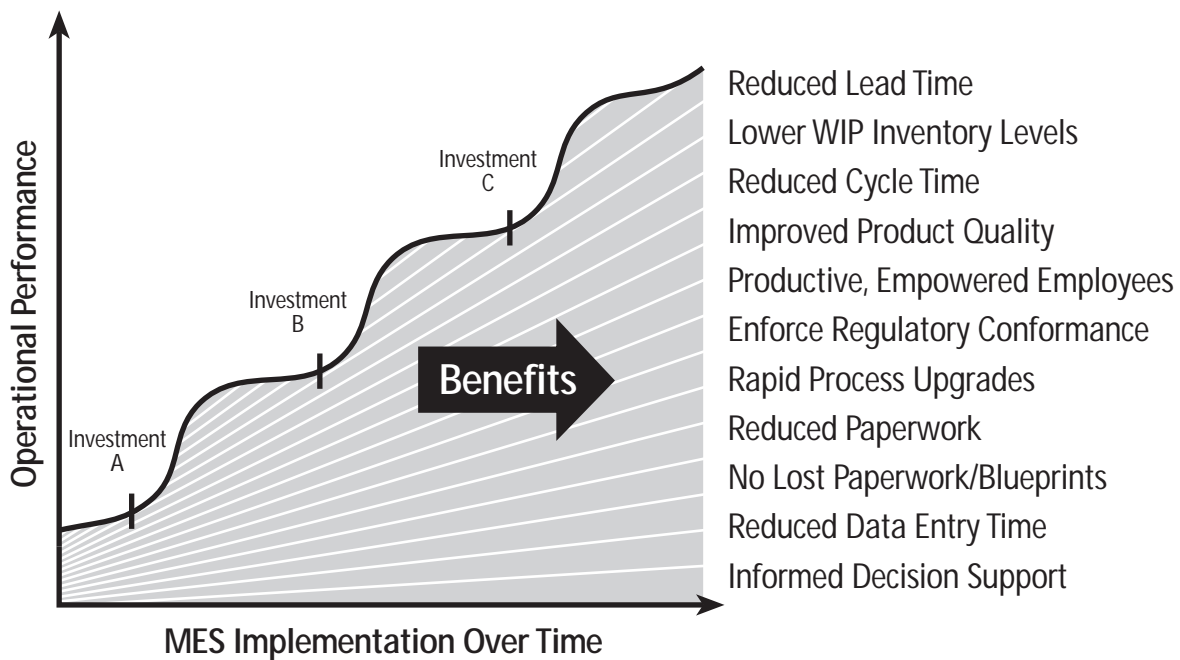 Operational Performance
Investment
A
Investment
B
Investment
C
Benefits
Reduced Lead Time
Lower WIP Inventory Levels
Reduced Cycle Time
Improved Product Quality
Productive, Empowered Employees
Enforce Regulatory Conformance
Rapid Process Upgrades
Reduced Paperwork
No Lost Paperwork/Blueprints
Reduced Data Entry Time
Informed Decision Support
MES Implementation Over Time